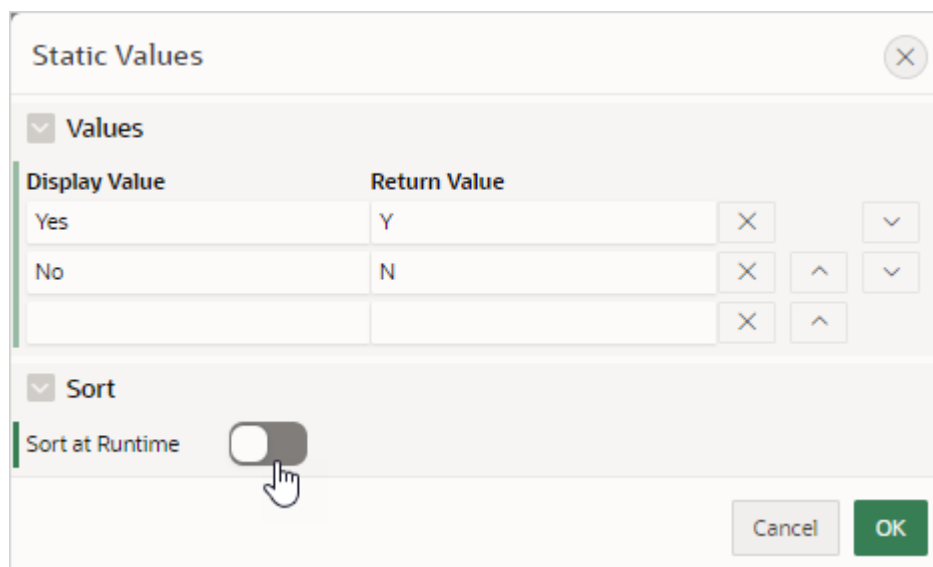 Static Values
Values
Display Value Return Value
Yes Y
No N
Sort
Sort at Runtime
Cancel OK